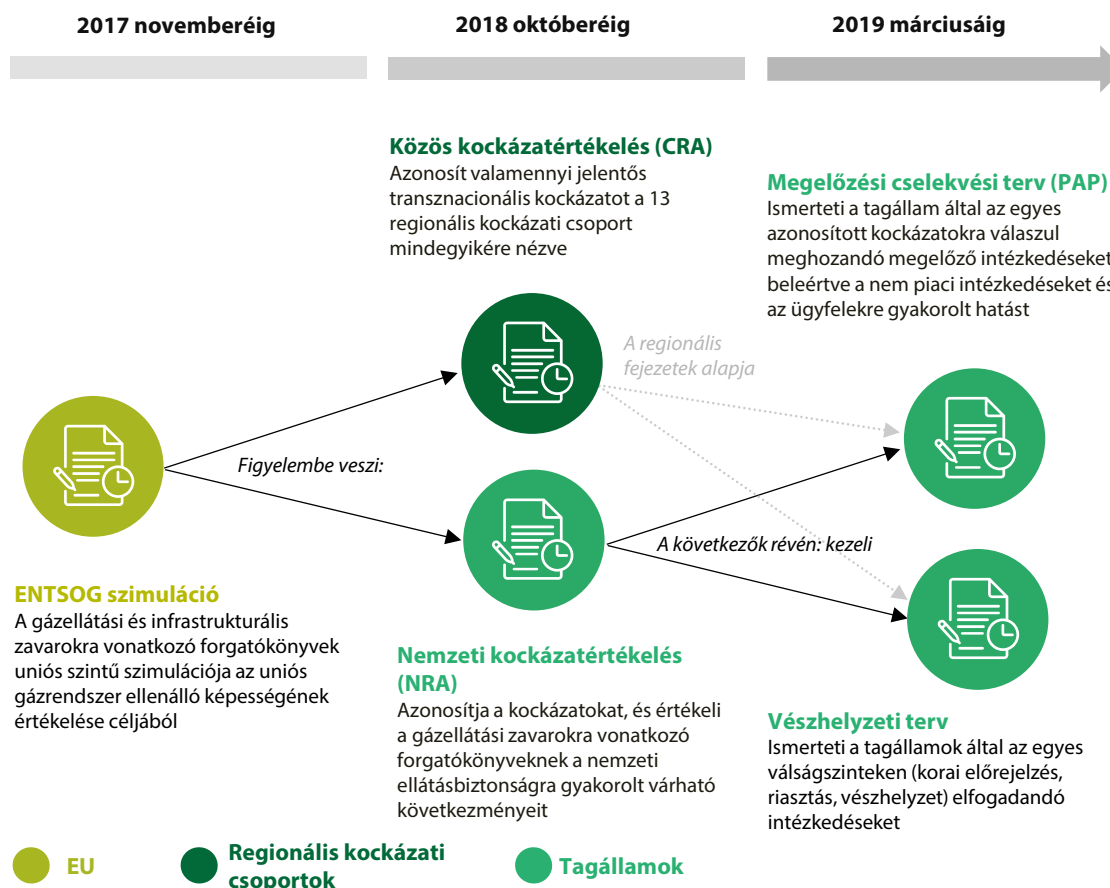 2017 novemberéig
2018 októberéig
2019 márciusáig
Közös kockázatértékelés (CRA)
Azonosít valamennyi jelentős
transznacionális kockázatot a 13
regionális kockázati csoport
mindegyikére nézve
Megelőzési cselekvési terv (PAP)
Ismerteti a tagállam által az egyes
azonosított kockázatokra válaszul
meghozandó megelőző intézkedéseket
beleértve a nem piaci intézkedéseket és
az ügyfelekre gyakorolt hatást
A regionális
fejezetek alapja
Figyelembe veszi:
A következők révén: kezeli
ENTSOG szimuláció
A gázellátási és infrastrukturális
zavarokra vonatkozó forgatókönyvek
uniós szintű szimulációja az uniós
gázrendszer ellenálló képességének
értékelése céljából
Nemzeti kockázatértékelés
(NRA)
Azonosítja a kockázatokat, és értékeli
a gázellátási zavarokra vonatkozó
forgatókönyveknek a nemzeti
ellátásbiztonságra gyakorolt várható
következményeit
Vészhelyzeti terv
Ismerteti a tagállamok által az egyes
válságszinteken (korai előrejelzés,
riasztás, vészhelyzet) elfogadandó
intézkedéseket
EU
Regionális kockázati
csoportok
Tagállamok